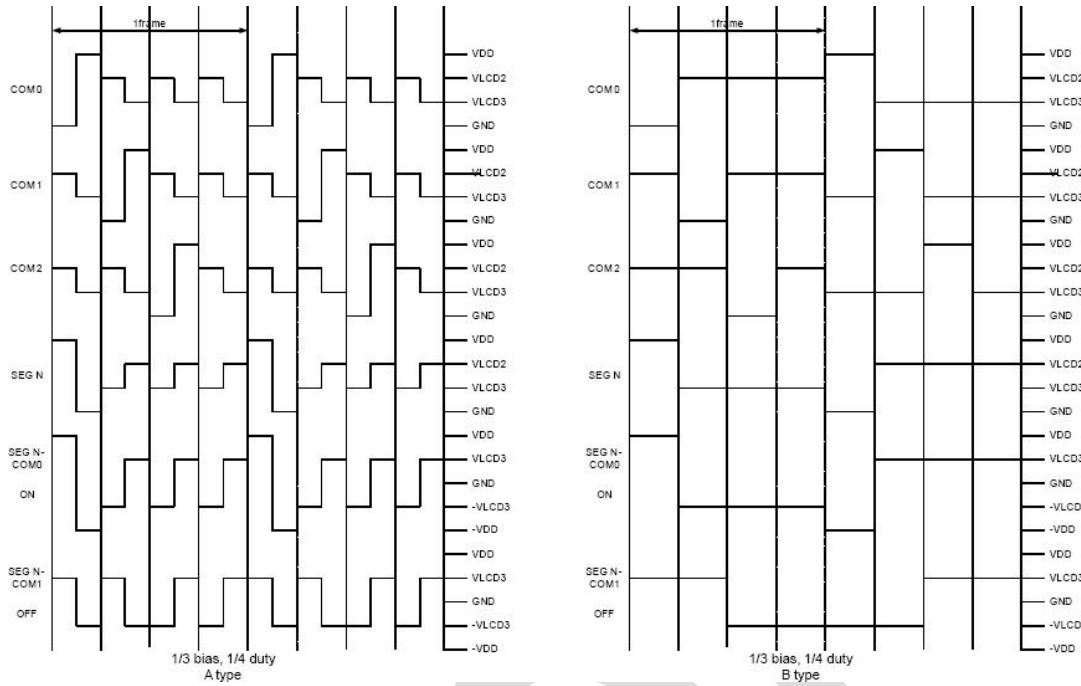 1frame
COM0
VDD
VLCD2
VLCD3
GND
COM1
VDD
VLCD2
VLCD3
GND
COM2
VDD
VLCD2
VLCD3
GND
SEG N
VDD
VLCD2
VLCD3
GND
SEG N-
COM0
ON
VDD
VLCD3
GND
-VLCD3
-VDD
SEG N-
COM1
OFF
VDD
VLCD3
GND
-VLCD3
-VDD
1/3 bias, 1/4 duty
A type
1frame
COM0
VDD
VLCD2
VLCD3
GND
COM1
VDD
VLCD2
VLCD3
GND
COM2
VDD
VLCD2
VLCD3
GND
SEG N
VDD
VLCD2
VLCD3
GND
SEG N-
COM0
ON
VDD
VLCD3
GND
-VLCD
-VDD
SEG N-
COM1
OFF
VDD
VLCD3
GND
-VLCD
-VDD
1/3 bias, 1/4 duty
B type